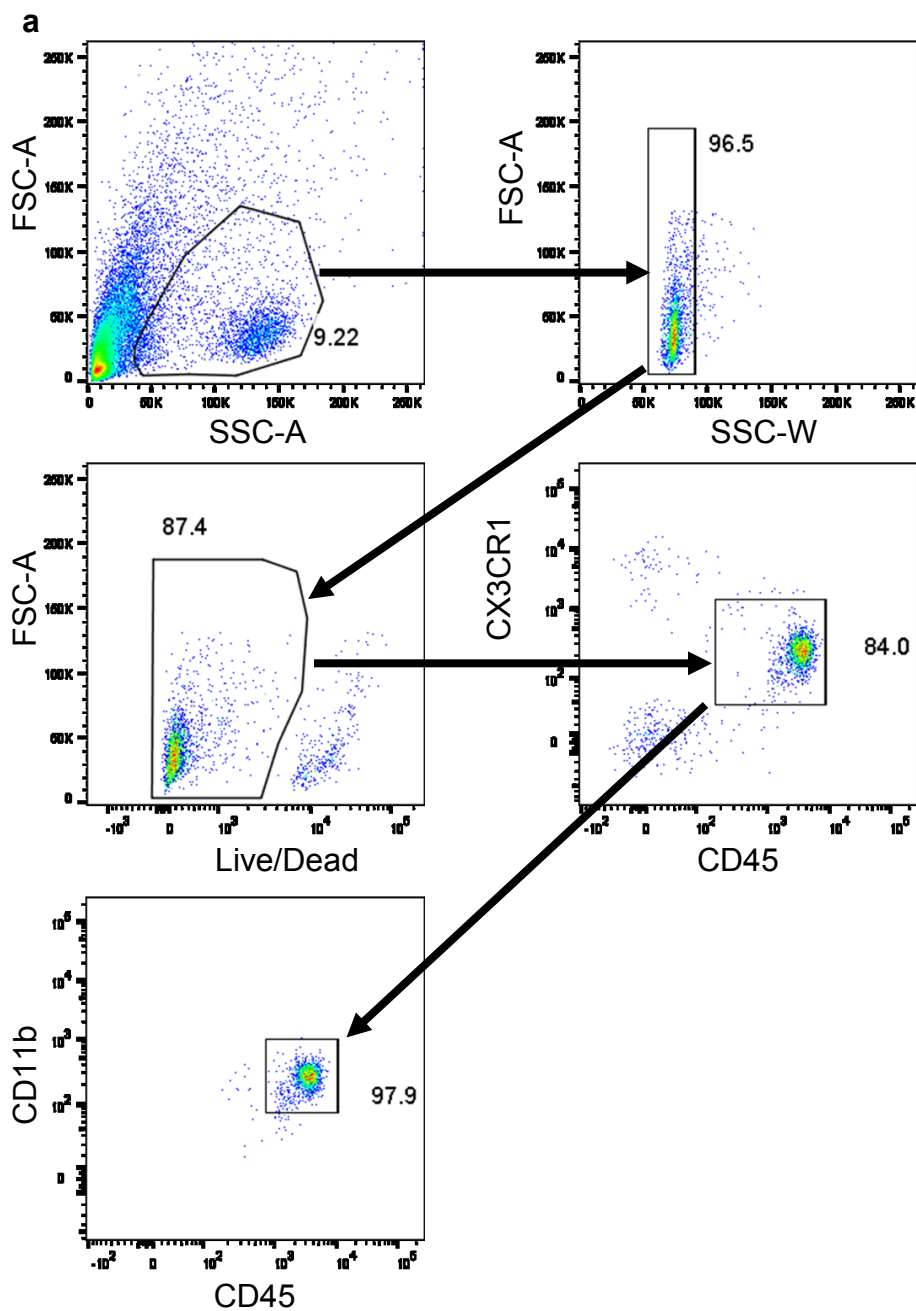 a
250K
200K
150K
100K
50K
0
FSC-A
9.22
0 50K 100K 150K 200K 250K
SSC-A
250K
200K
150K
100K
50K
0
FSC-A
96.5
50K 100K 150K 200K 250K
SSC-W
250K
200K
150K
100K
50K
0
FSC-A
87.4
-10³ 0 10³ 10⁴ 10⁵
Live/Dead
10⁵
10⁴
10³
10²
0
CX3CR1
84.0
-10² 0 10² 10³ 10⁴ 10⁵
CD45
10⁵
10⁴
10³
10²
0
CD11b
97.9
-10² 0 10² 10³ 10⁴ 10⁵
CD45